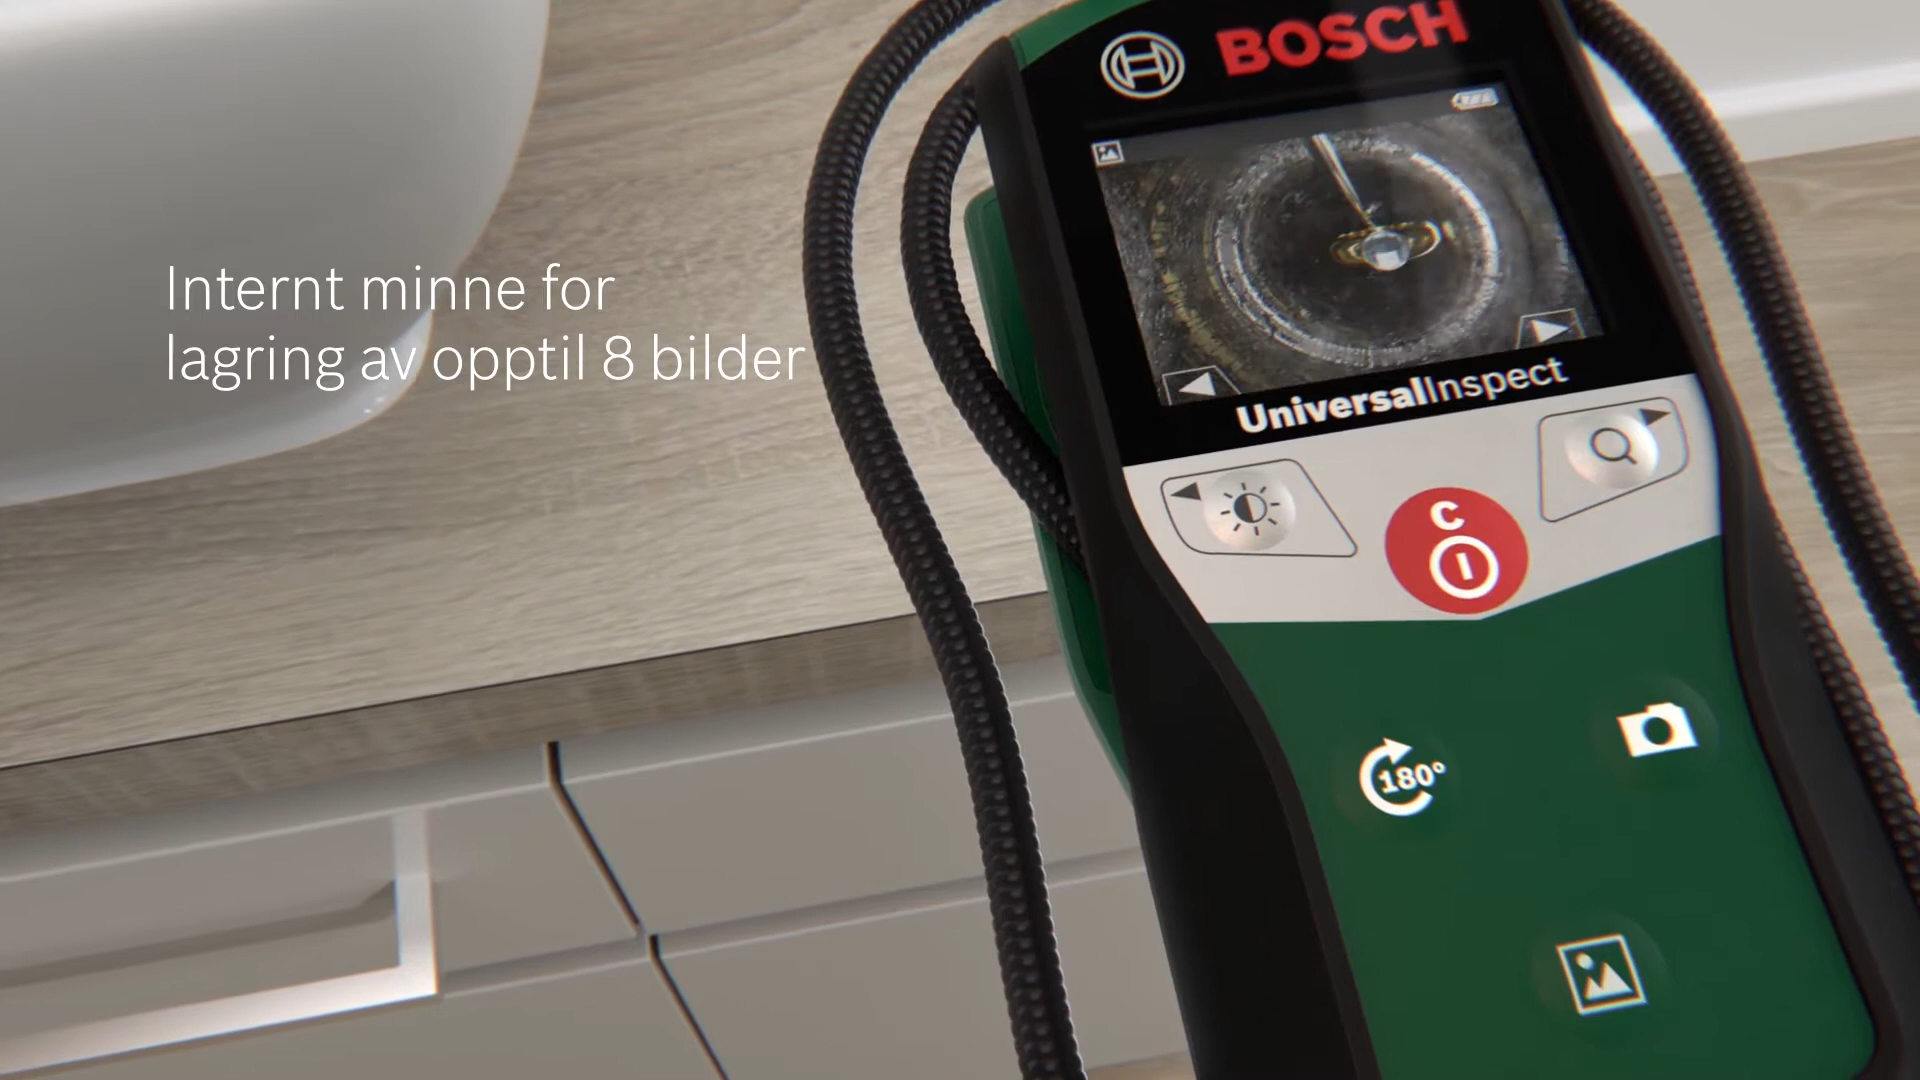 BOSCH
Internt minne for
lagring av opptil 8 bilder
UniversalInspect
C
180°